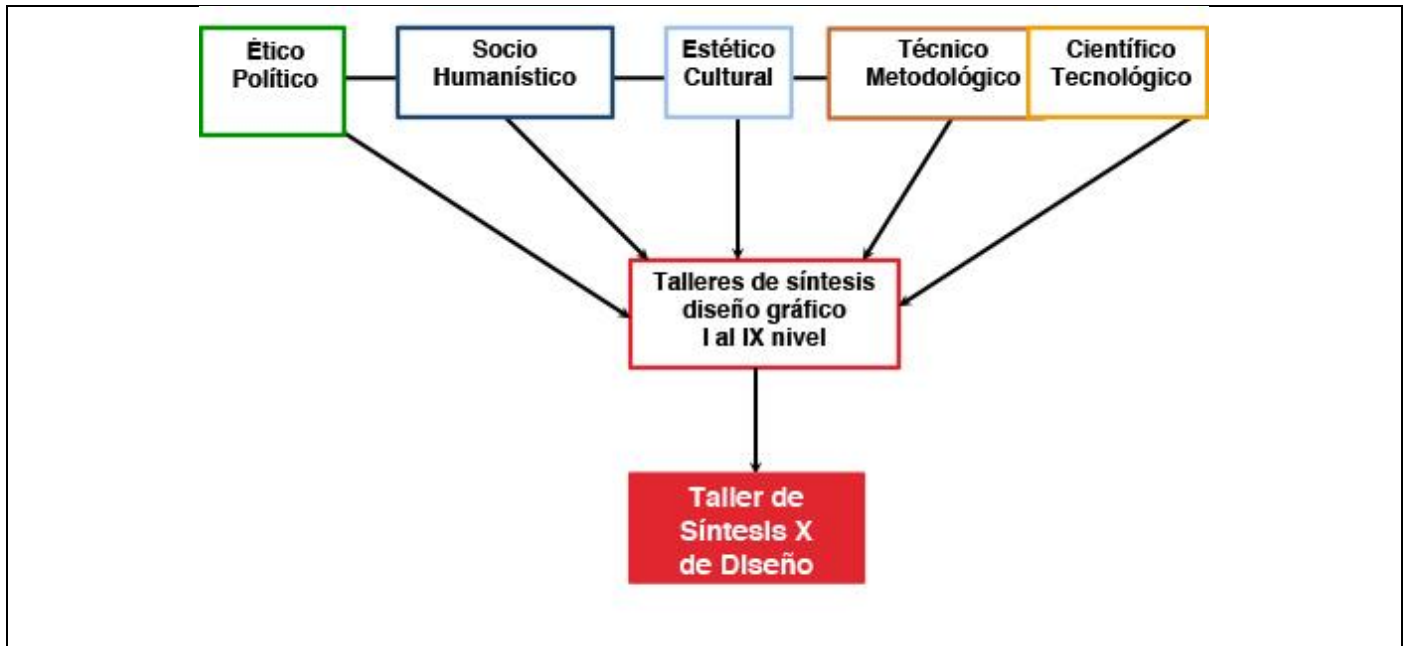 Ético
Político
Socio
Humanístico
Estético
Cultural
Técnico
Metodológico
Científico
Tecnológico
Talleres de síntesis
diseño gráfico
I al IX nivel
Taller de
Síntesis X
de Diseño